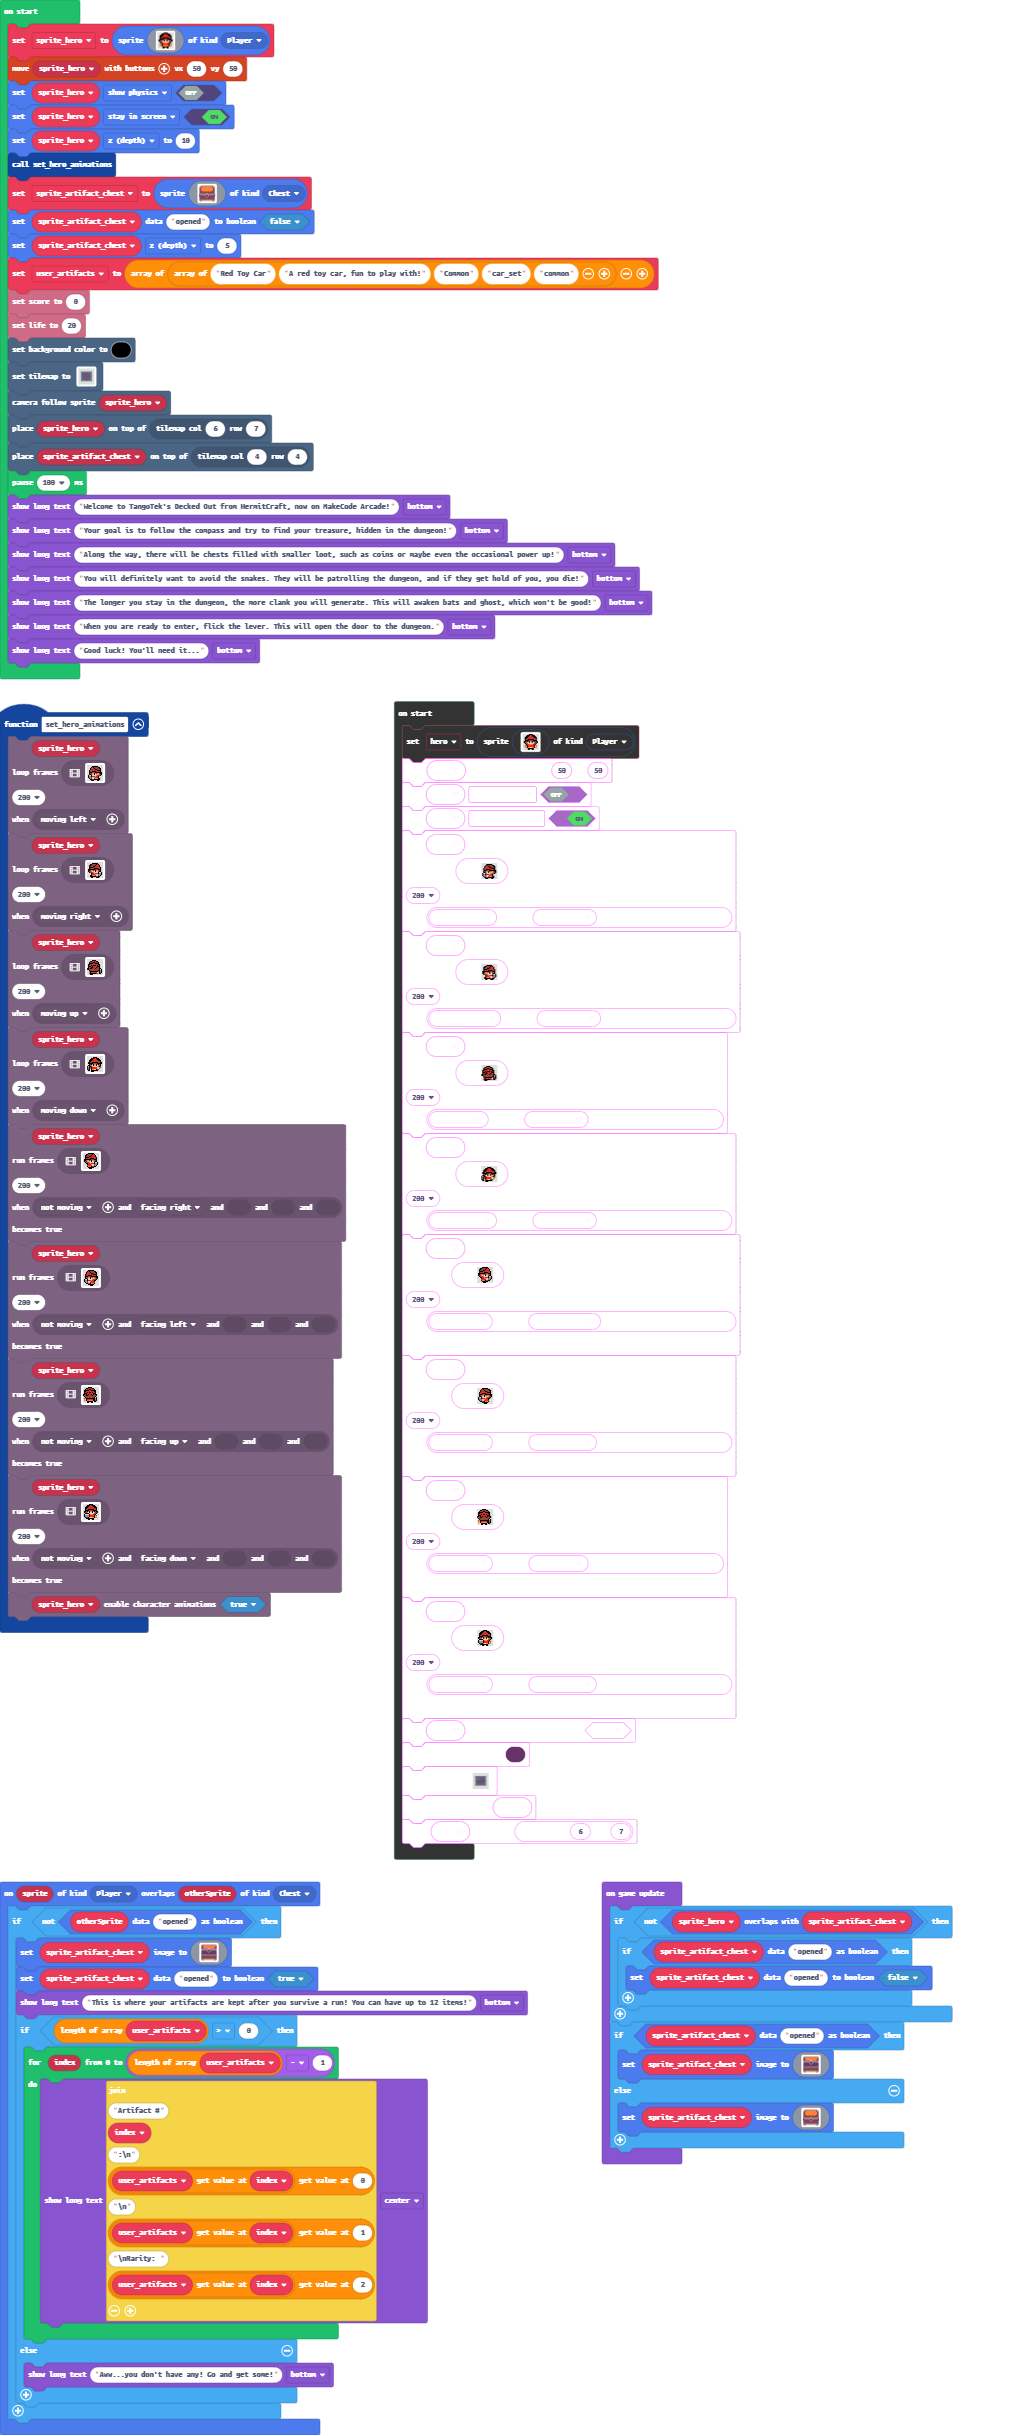 on start
set sprite_hero to sprite of kind Player
move sprite_hero with buttons vx 50 vy 50
set sprite_hero show physics OFF
set sprite_hero stay in screen ON
set sprite_hero z (depth) to 10
call set_hero_animations
set sprite_artifact_chest to sprite of kind Chest
set sprite_artifact_chest data "opened" to boolean false
set sprite_artifact_chest z (depth) to 5
set user_artifacts to array of array of "Red Toy Car" "A red toy car, fun to play with!" "Common" "car_set" "common"
set score to 0
set life to 20
set background color to
set tilemap to
camera follow sprite sprite_hero
place sprite_hero on top of tilemap col 6 row 7
place sprite_artifact_chest on top of tilemap col 4 row 4
pause 100 ms
show long text "Welcome to TangoTek's Decked Out from HermitCraft, now on MakeCode Arcade!" bottom
show long text "Your goal is to follow the compass and try to find your treasure, hidden in the dungeon!" bottom
show long text "Along the way, there will be chests filled with smaller loot, such as coins or maybe even the occasional power up!" bottom
show long text "You will definitely want to avoid the snakes. They will be patrolling the dungeon, and if they get hold of you, you die!" bottom
show long text "The longer you stay in the dungeon, the more clank you will generate. This will awaken bats and ghost, which won't be good!" bottom
show long text "When you are ready to enter, flick the lever. This will open the door to the dungeon." bottom
show long text "Good luck! You'll need it..." bottom
function set_hero_animations
sprite_hero
loop frames
200
when moving left
sprite_hero
loop frames
200
when moving right
sprite_hero
loop frames
200
when moving up
sprite_hero
loop frames
200
when moving down
sprite_hero
run frames
200
when not moving and facing right and and and
becomes true
sprite_hero
run frames
200
when not moving and facing left and and and
becomes true
sprite_hero
run frames
200
when not moving and facing up and and and
becomes true
sprite_hero
run frames
200
when not moving and facing down and and and
becomes true
sprite_hero enable character animations true
on start
set hero to sprite of kind Player
50 50
OFF
ON
200
200
200
200
200
200
200
200
6 7
on sprite of kind Player overlaps otherSprite of kind Chest
if not otherSprite data "opened" as boolean then
set sprite_artifact_chest image to
set sprite_artifact_chest data "opened" to boolean true
show long text "This is where your artifacts are kept after you survive a run! You can have up to 12 items!" bottom
if length of array user_artifacts > 0 then
for index from 0 to length of array user_artifacts - 1
do
show long text
join
"Artifact #"
index
":\n"
user_artifacts get value at index get value at 0
"\n"
user_artifacts get value at index get value at 1
"\nRarity: "
user_artifacts get value at index get value at 2
center
else
show long text "Aww...you don't have any! Go and get some!" bottom
on game update
if not sprite_hero overlaps with sprite_artifact_chest then
if sprite_artifact_chest data "opened" as boolean then
set sprite_artifact_chest data "opened" to boolean false
if sprite_artifact_chest data "opened" as boolean then
set sprite_artifact_chest image to
else
set sprite_artifact_chest image to